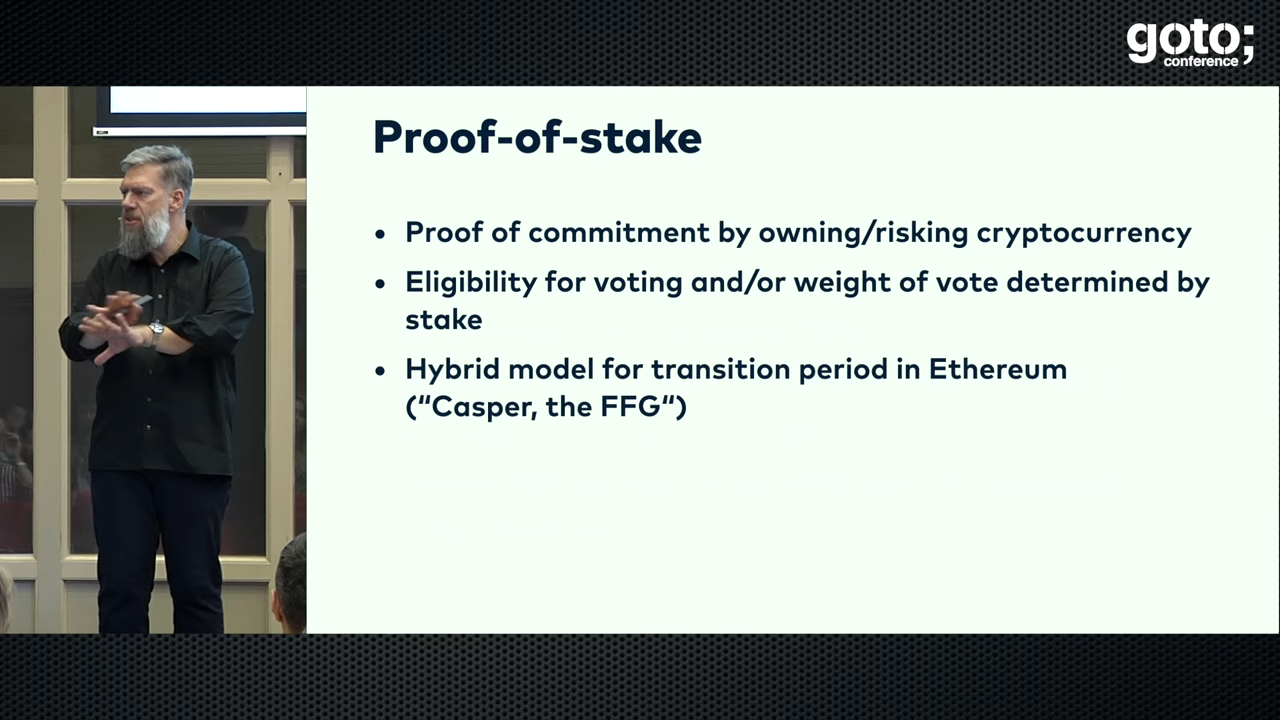 goto;
conference
Proof-of-stake
• Proof of commitment by owning/risking cryptocurrency
• Eligibility for voting and/or weight of vote determined by
stake
• Hybrid model for transition period in Ethereum
(“Casper, the FFG“)